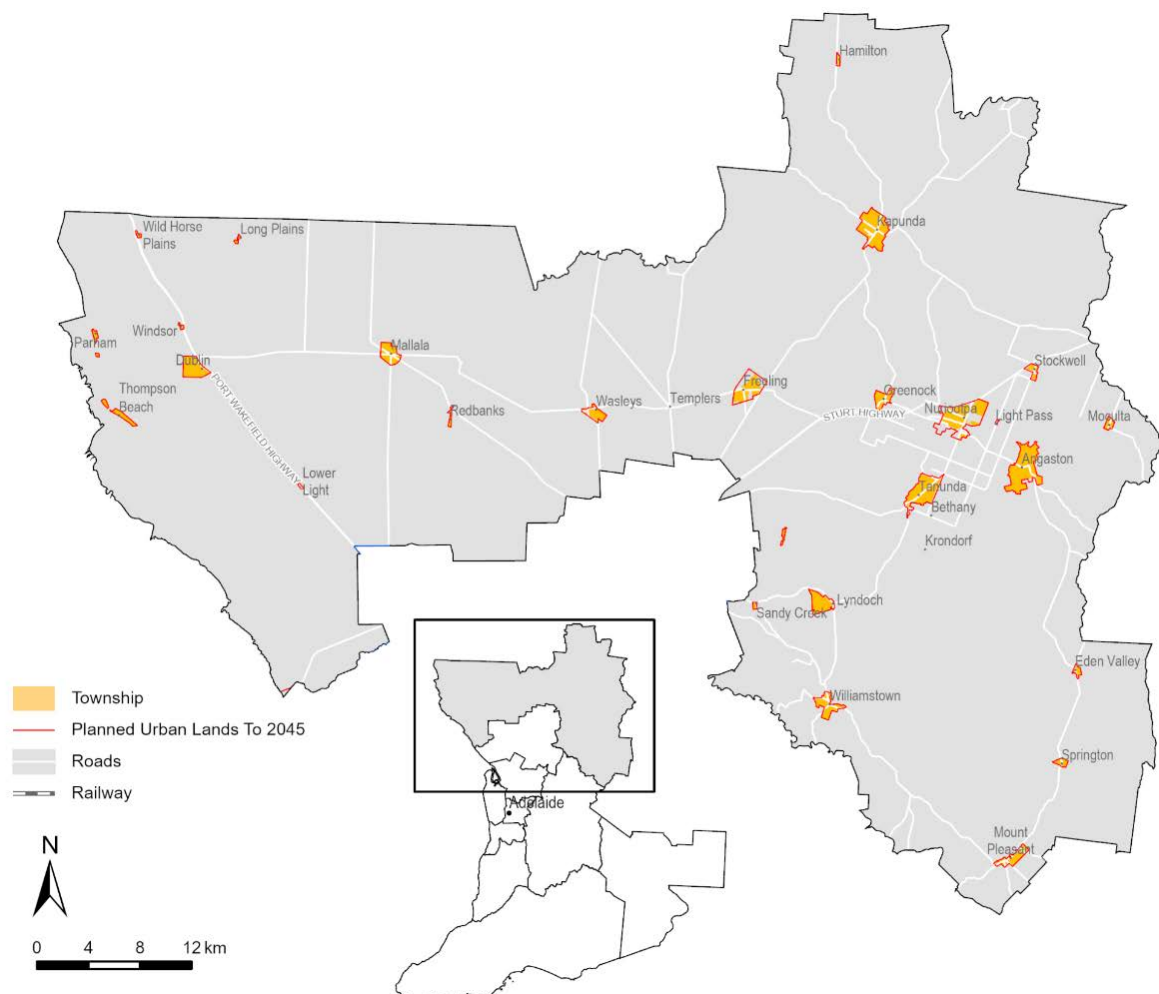 Hamilton
Kapunda
Wild Horse
Plains
Long Plains
Windsor
Parham
Dublin
Mallala
Thompson
Beach
PORT WAKEFIELD HIGHWAY
Redbanks
Wasleys
Templers
Freeling
Greenock
STURT HIGHWAY
Nuriootpa
Light Pass
Stockwell
Moculta
Angaston
Tanunda
Bethany
Krondorf
Lower
Light
Sandy Creek
Lyndoch
Williamstown
Eden Valley
Springton
Mount
Pleasant
Township
Planned Urban Lands To 2045
Roads
Railway
Adelaide
N
0 4 8 12 km